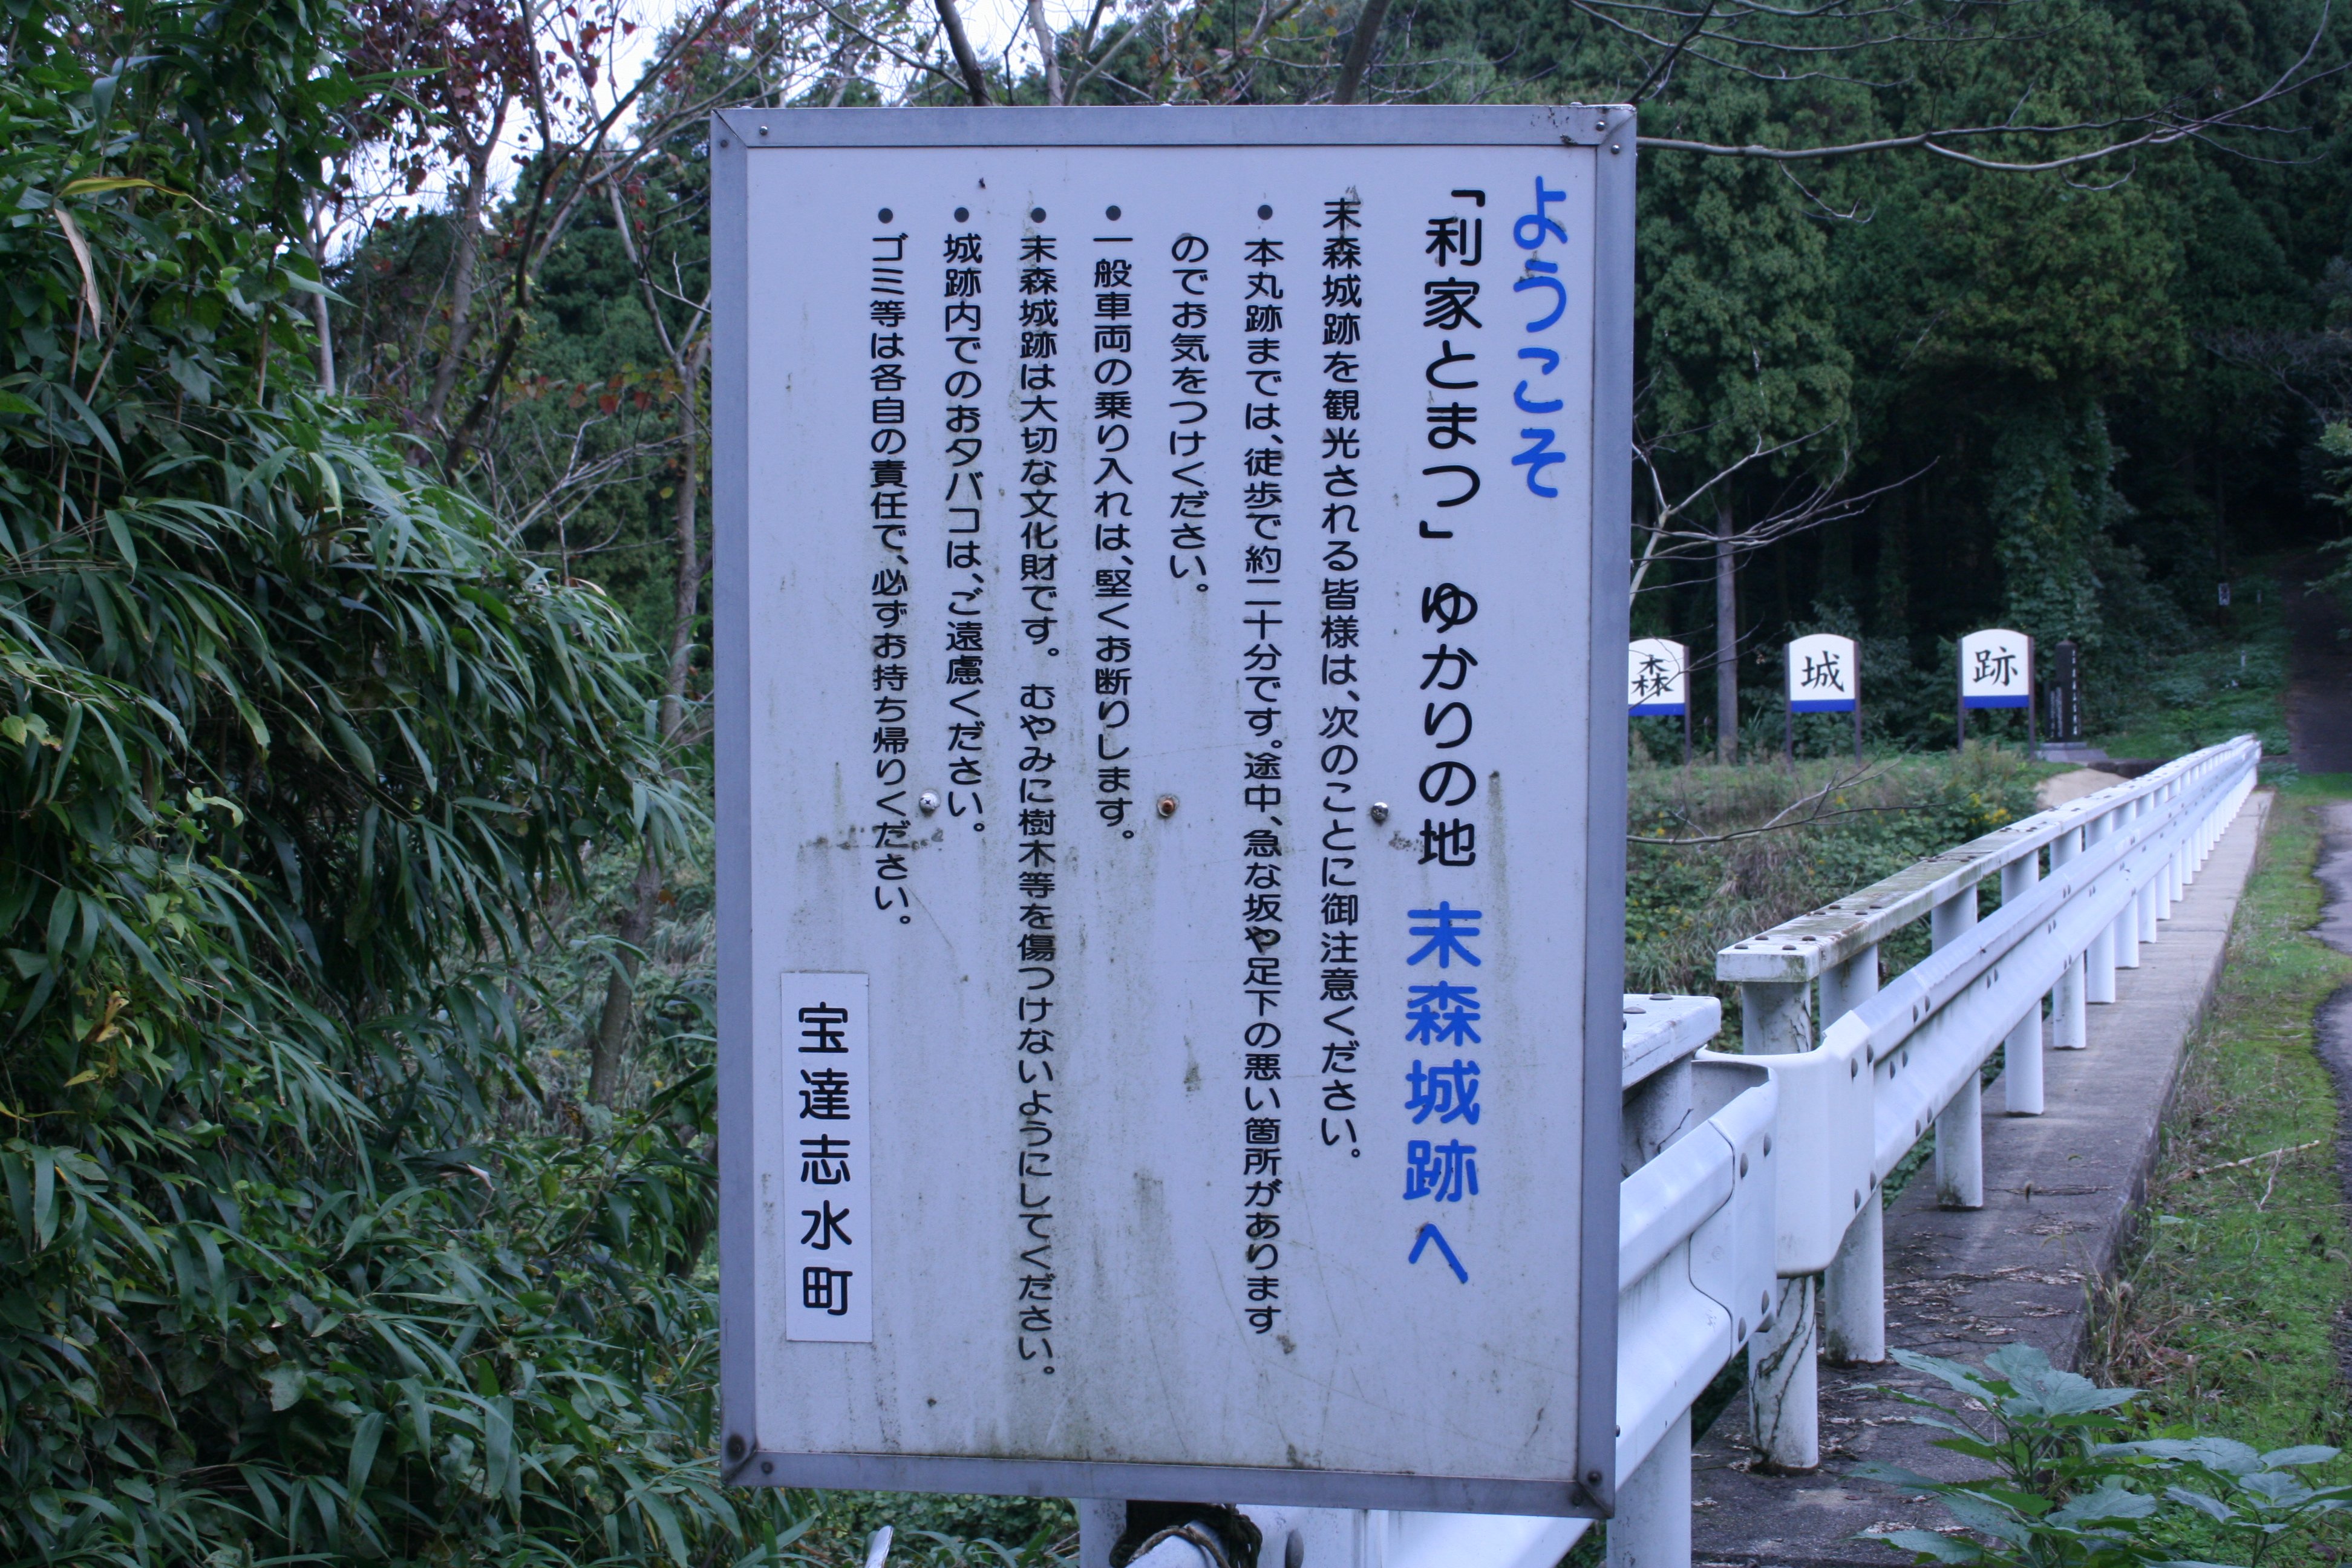 ようこそ
「利家とまつ」ゆかりの地 末森城跡へ
末森城跡を観光される皆様は、次のことに御注意ください。
●本丸跡までは、徒歩で約二十分です。途中、急な坂や足下の悪い箇所があります
のでお気をつけください。
●一般車両の乗り入れは、堅くお断りします。
●末森城跡は大切な文化財です。 むやみに樹木等を傷つけないようにしてください。
●城跡内でのおタバコは、ご遠慮ください。
●ゴミ等は各自の責任で、必ずお持ち帰りください。
宝達志水町
森城跡